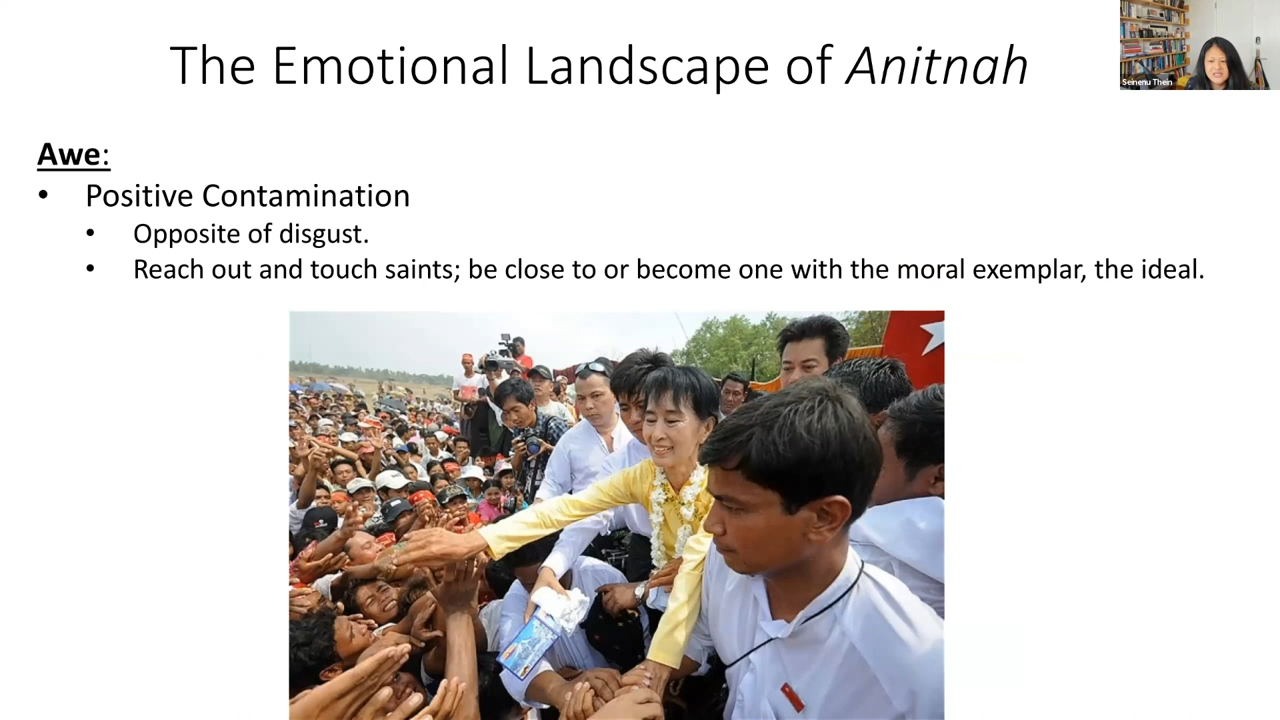 The Emotional Landscape of Anitnah
Seinenu Thein
Awe:
• Positive Contamination
• Opposite of disgust.
• Reach out and touch saints; be close to or become one with the moral exemplar, the ideal.